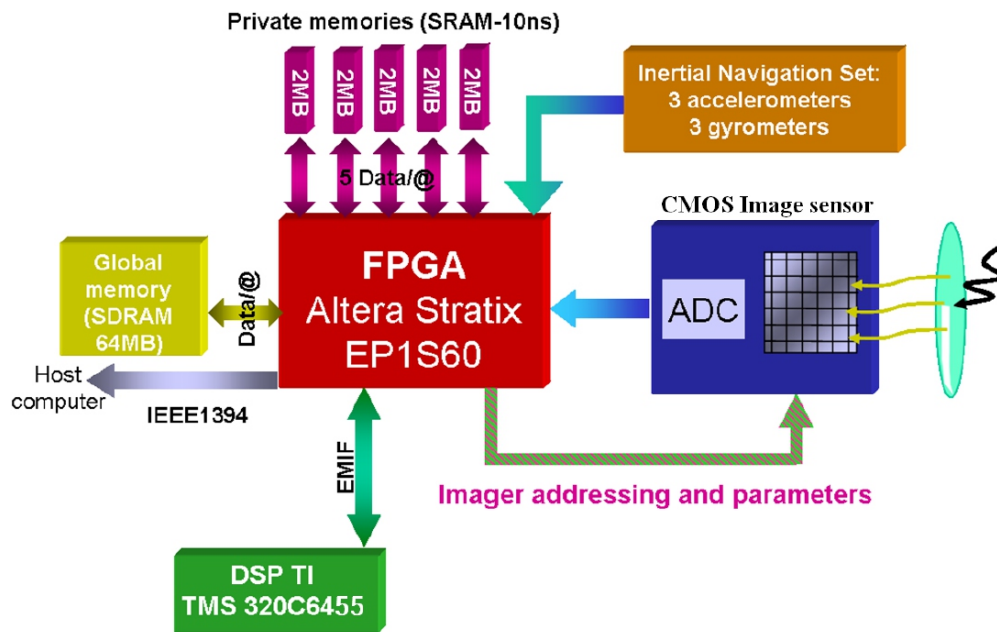 Private memories (SRAM-10ns)
2MB
2MB
2MB
2MB
2MB
5 Data/@
Inertial Navigation Set:
3 accelerometers
3 gyrometers
CMOS Image sensor
ADC
FPGA
Altera Stratix
EP1S60
Global
memory
(SDRAM
64MB)
Data/@
Host
computer
IEEE1394
EMIF
Imager addressing and parameters
DSP TI
TMS 320C6455